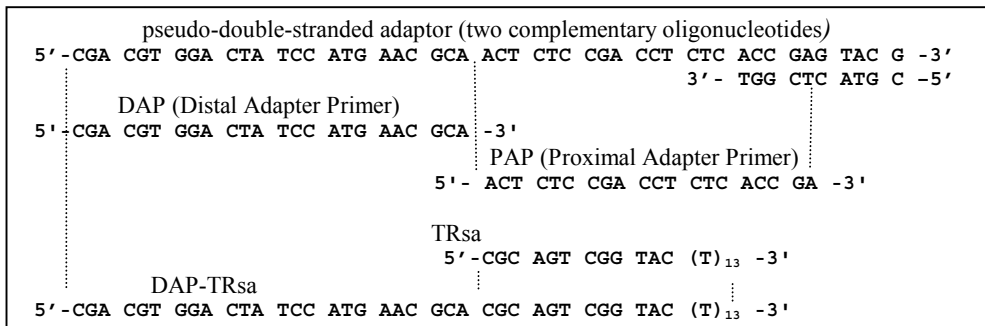 pseudo-double-stranded adaptor (two complementary oligonucleotides)
5′-CGA CGT GGA CTA TCC ATG AAC GCA ACT CTC CGA CCT CTC ACC GAG TAC G -3′
3′- TGG CTC ATG C –5′
DAP (Distal Adapter Primer)
5'-CGA CGT GGA CTA TCC ATG AAC GCA -3'
PAP (Proximal Adapter Primer)
5'- ACT CTC CGA CCT CTC ACC GA -3'
TRsa
5′-CGC AGT CGG TAC (T)₁₃ -3'
DAP-TRsa
5′-CGA CGT GGA CTA TCC ATG AAC GCA CGC AGT CGG TAC (T)₁₃ -3'